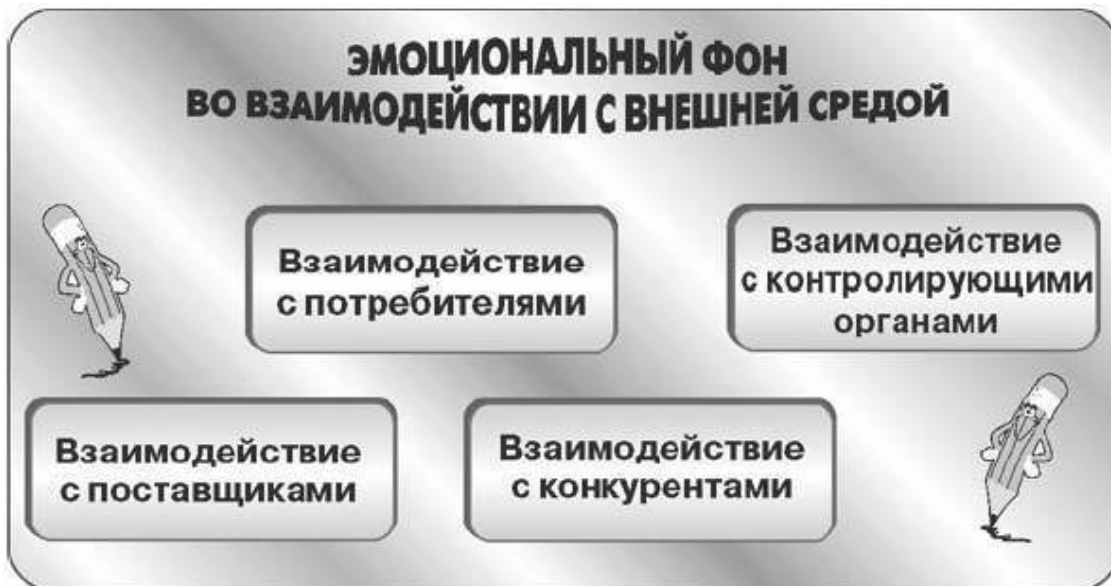 ЭМОЦИОНАЛЬНЫЙ ФОН
ВО ВЗАИМОДЕЙСТВИИ С ВНЕШНЕЙ СРЕДОЙ
Взаимодействие
с потребителями
Взаимодействие
с контролирующими
органами
Взаимодействие
с поставщиками
Взаимодействие
с конкурентами